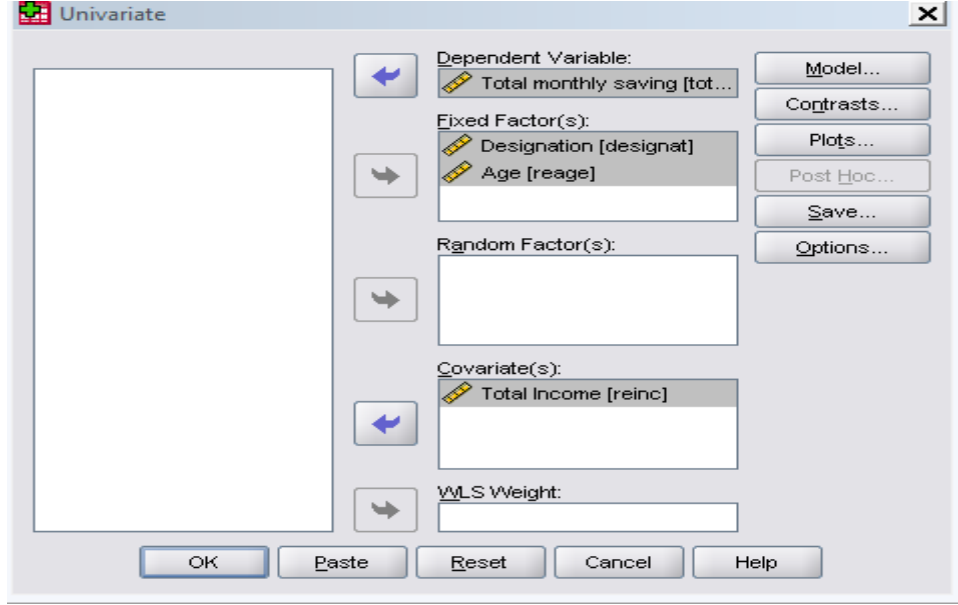 Univariate
Dependent Variable:
Total monthly saving [tot...
Fixed Factor(s):
Designation [designat]
Age [reage]
Random Factor(s):
Covariate(s):
Total Income [reinc]
WLS Weight:
Model...
Contrasts...
Plots...
Post Hoc...
Save...
Options...
OK
Paste
Reset
Cancel
Help